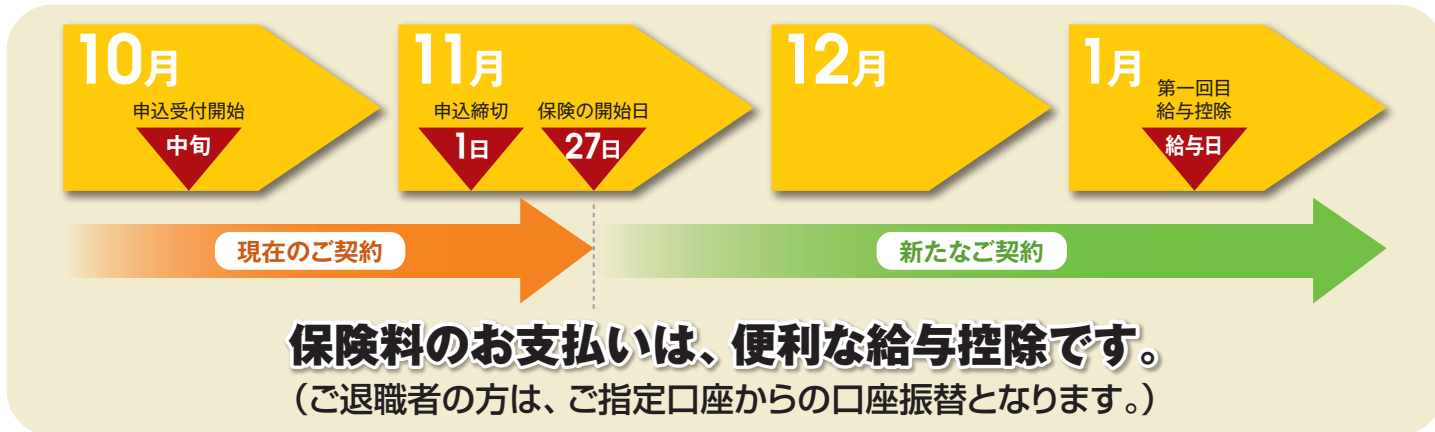 10月
申込受付開始
中旬
11月
申込締切
1日
保険の開始日
27日
12月
1月
第一回目
給与控除
給与日
現在のご契約
新たなご契約
保険料のお支払いは、便利な給与控除です。
（ご退職者の方は、ご指定口座からの口座振替となります。）